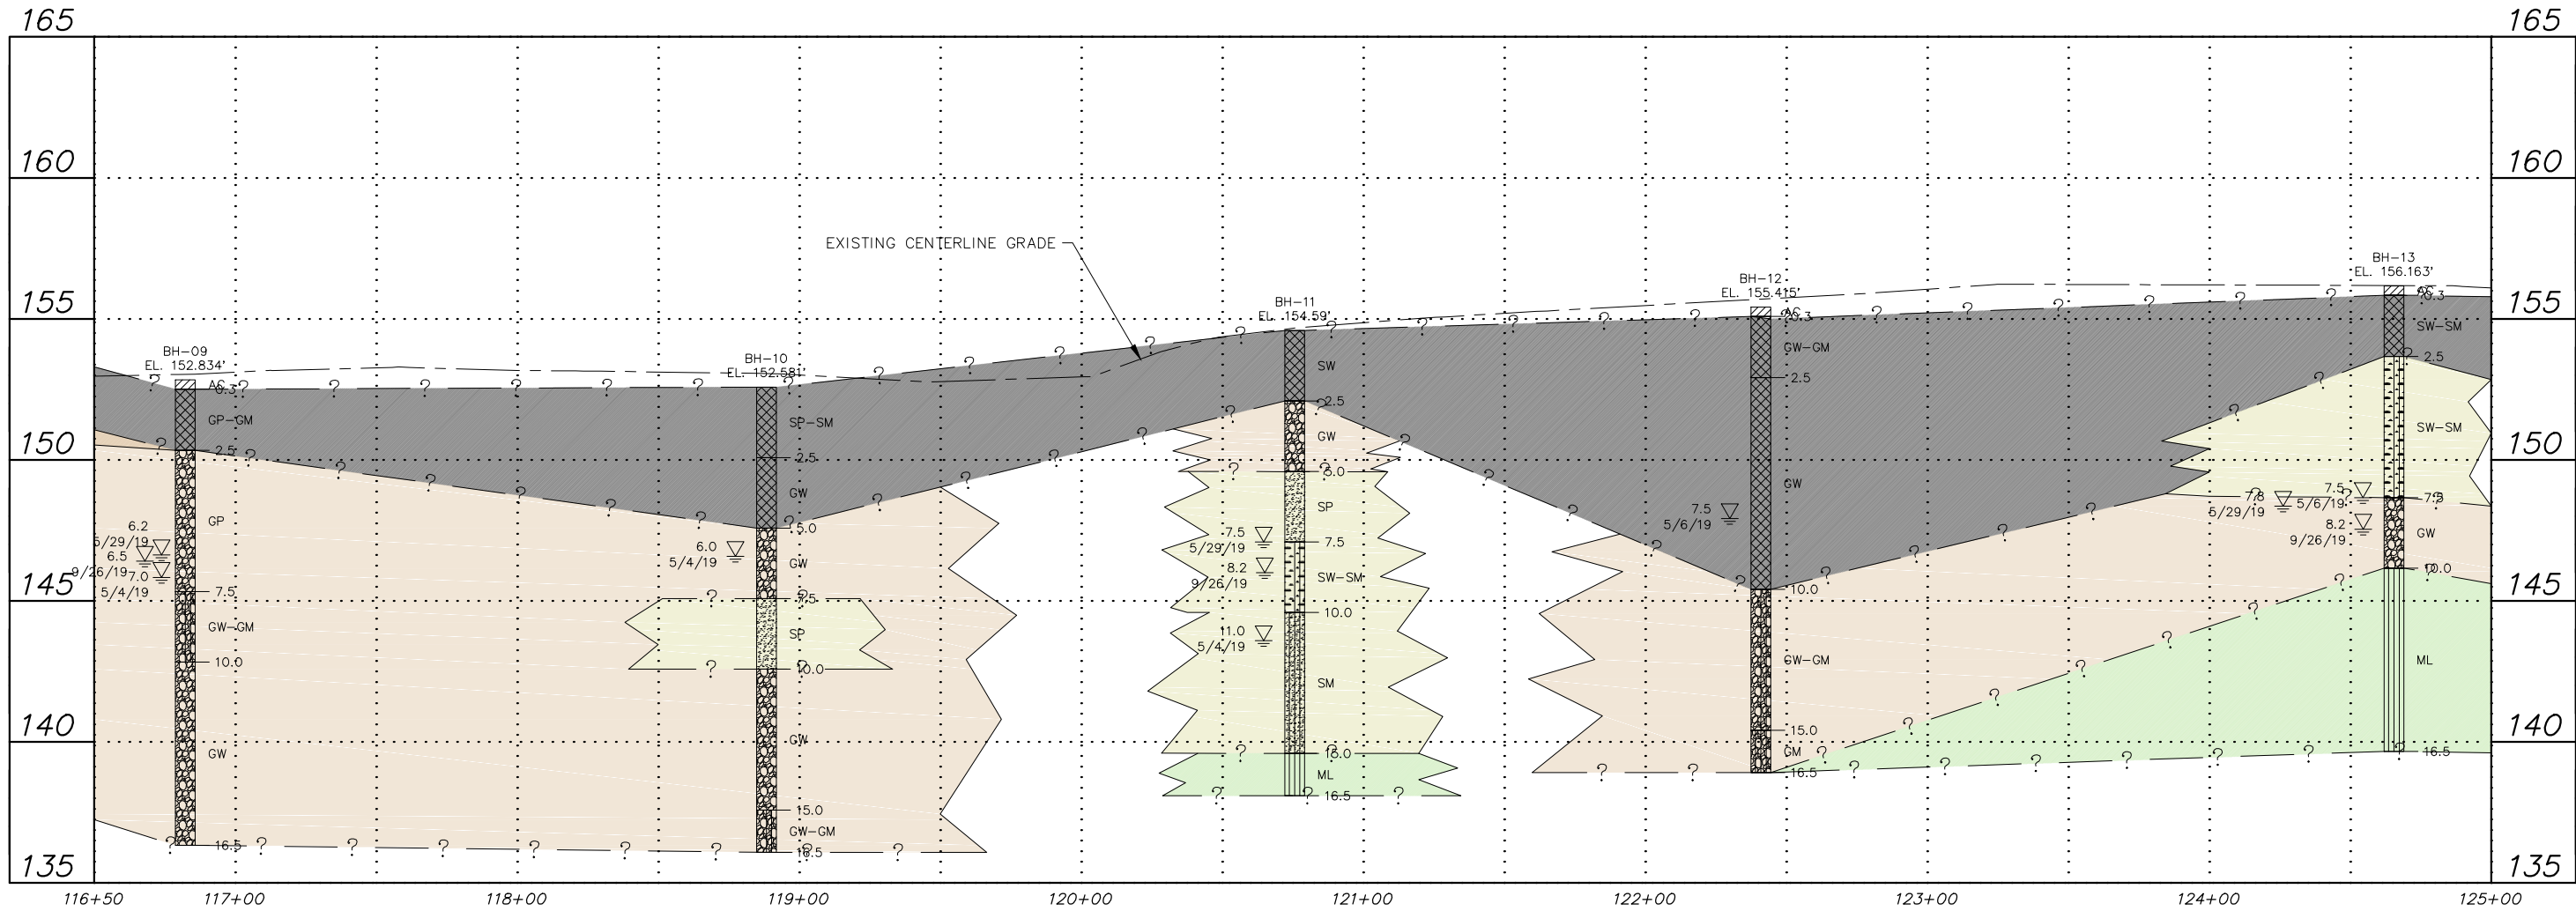 165
165
160
160
155
155
150
150
145
145
140
140
135
135
EXISTING CENTERLINE GRADE
BH-09
EL. 152.834'
AC
0.3
GP-GM
2.5
GP
7.5
GW-GM
10.0
GW
16.5
6.2
5/29/19
6.5
9/26/19
7.0
5/4/19
BH-10
EL. 152.581'
SP-SM
2.5
GW
5.0
GW
7.5
SP
10.0
GW
15.0
GW-GM
16.5
6.0
5/4/19
BH-11
EL. 154.59'
SW
2.5
GW
5.0
SP
7.5
SW-SM
10.0
SM
15.0
ML
16.5
7.5
5/29/19
8.2
9/26/19
11.0
5/4/19
BH-12
EL. 155.415'
AC
0.3
GW-GM
2.5
GW
10.0
GW-GM
15.0
GM
16.5
7.5
5/6/19
BH-13
EL. 156.163'
AC
0.3
SW-SM
2.5
SW-SM
7.5
GW
10.0
ML
16.5
7.8
5/29/19
7.5
5/6/19
8.2
9/26/19
116+50
117+00
118+00
119+00
120+00
121+00
122+00
123+00
124+00
125+00